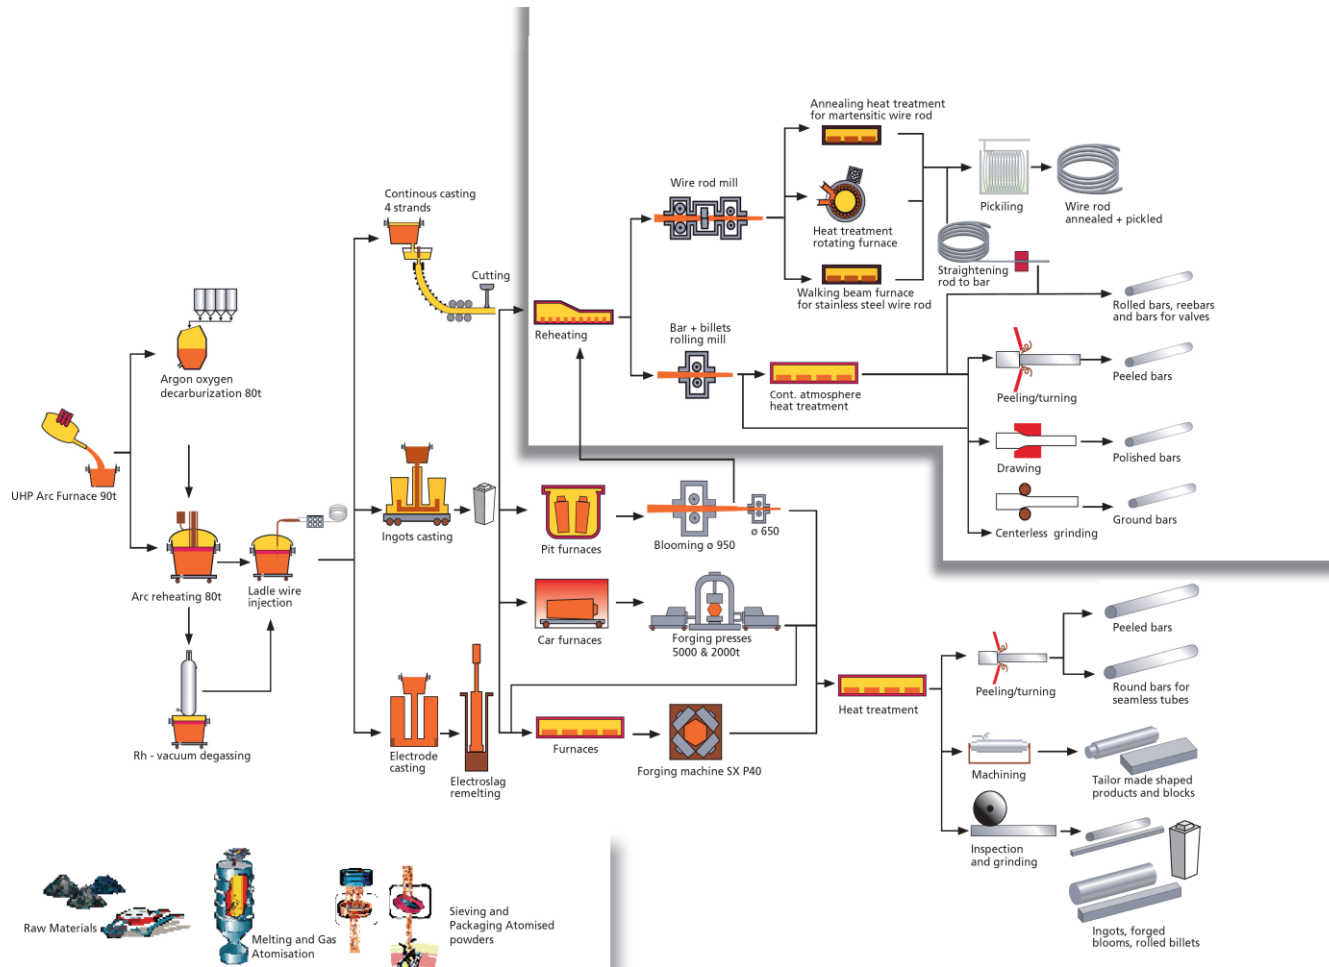 Annealing heat treatment
for martensitic wire rod
Continous casting
4 strands
Wire rod mill
Pickiling
Wire rod
annealed + pickled
Heat treatment
rotating furnace
Cutting
Straightening
rod to bar
Walking beam furnace
for stainless steel wire rod
Rolled bars, reebars
and bars for valves
Reheating
Bar + billets
rolling mill
Argon oxygen
decarburization 80t
Cont. atmosphere
heat treatment
Peeling/turning
Peeled bars
Drawing
Polished bars
UHP Arc Furnace 90t
Ingots casting
Pit furnaces
Blooming ø 950
ø 650
Centerless grinding
Ground bars
Arc reheating 80t
Ladle wire
injection
Car furnaces
Forging presses
5000 & 2000t
Peeled bars
Peeling/turning
Round bars for
seamless tubes
Heat treatment
Rh - vacuum degassing
Electrode
casting
Electroslag
remelting
Furnaces
Forging machine SX P40
Machining
Tailor made shaped
products and blocks
Inspection
and grinding
Ingots, forged
blooms, rolled billets
Raw Materials
Melting and Gas
Atomisation
Sieving and
Packaging Atomised
powders